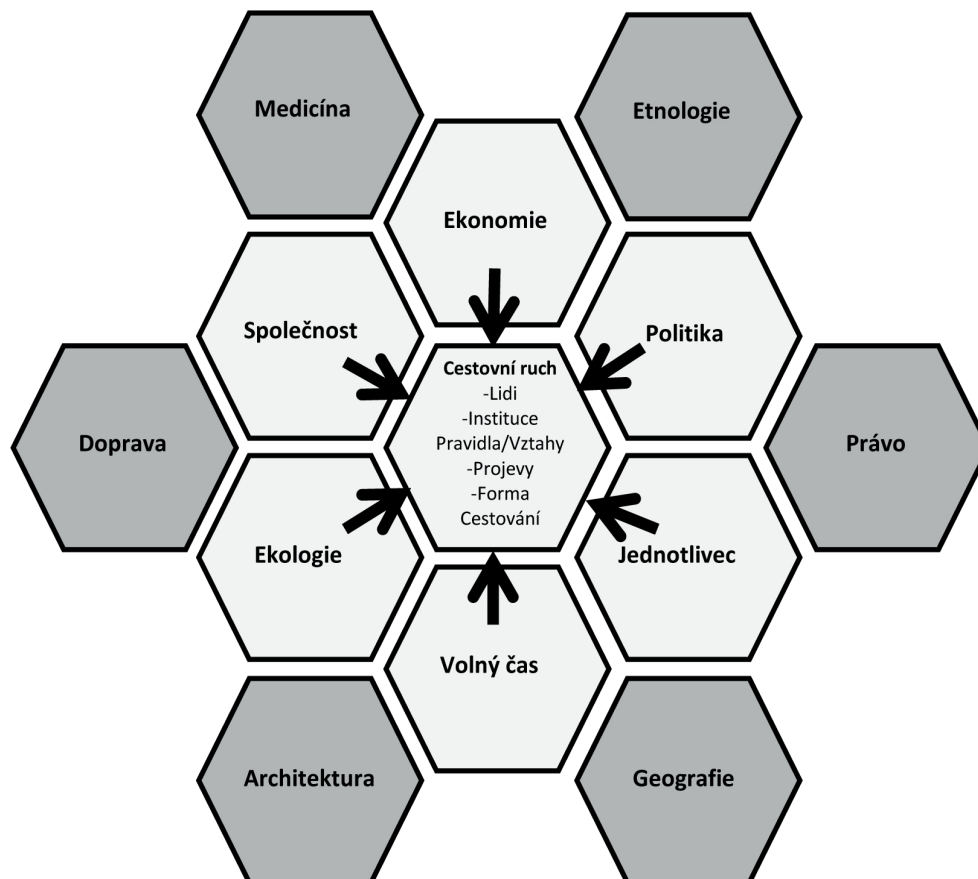 Medicína
Etnologie
Ekonomie
Společnost
Politika
Cestovní ruch
-Lidi
-Instituce
Pravidla/Vztahy
-Projevy
-Forma
Cestování
Doprava
Právo
Ekologie
Jednotlivec
Volný čas
Architektura
Geografie